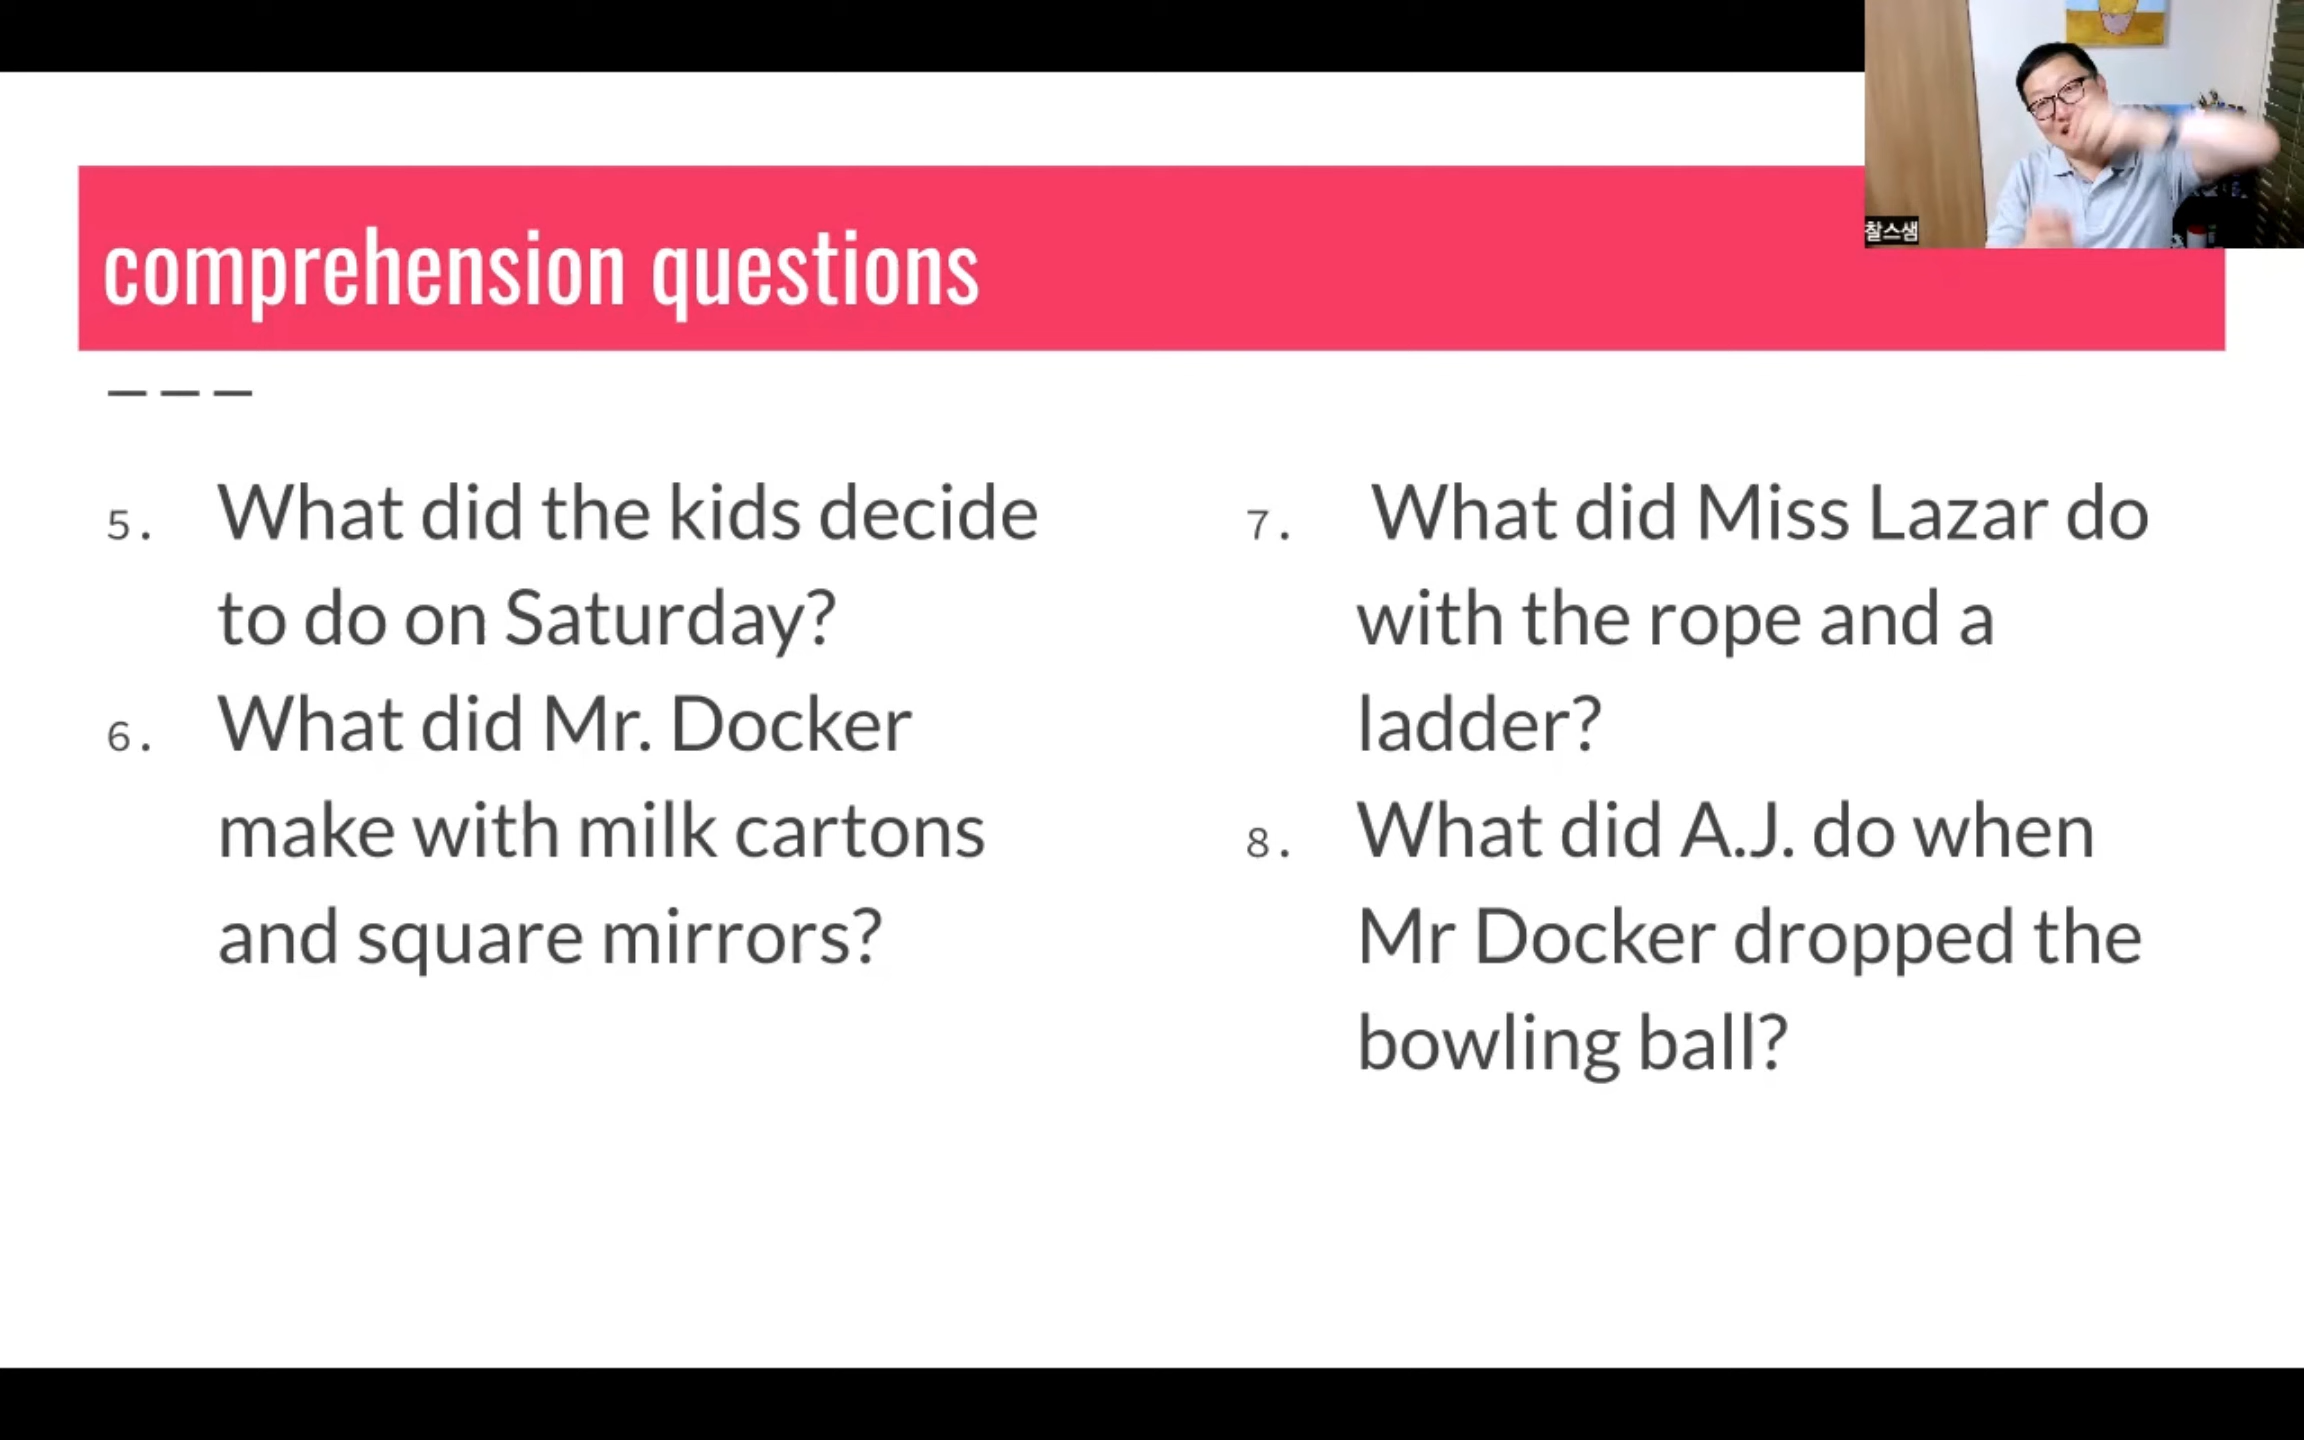 찰스샘
comprehension questions
5. What did the kids decide
to do on Saturday?
6. What did Mr. Docker
make with milk cartons
and square mirrors?
7. What did Miss Lazar do
with the rope and a
ladder?
8. What did A.J. do when
Mr Docker dropped the
bowling ball?